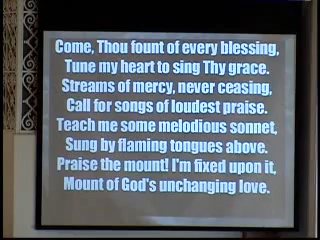 Come, Thou fount of every blessing,
Tune my heart to sing Thy grace.
Streams of mercy, never ceasing,
Call for songs of loudest praise.
Teach me some melodious sonnet,
Sung by flaming tongues above.
Praise the mount! I'm fixed upon it,
Mount of God's unchanging love.